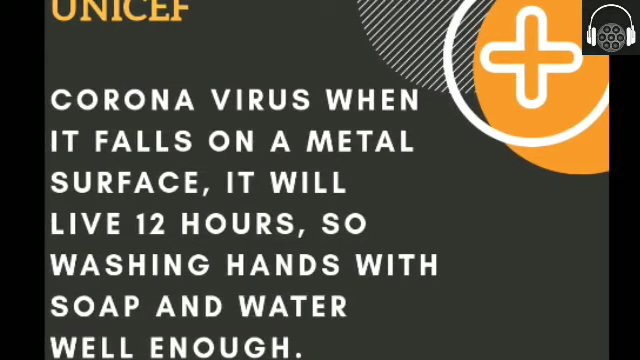 UNICEF
CORONA VIRUS WHEN
IT FALLS ON A METAL
SURFACE, IT WILL
LIVE 12 HOURS, SO
WASHING HANDS WITH
SOAP AND WATER
WELL ENOUGH.